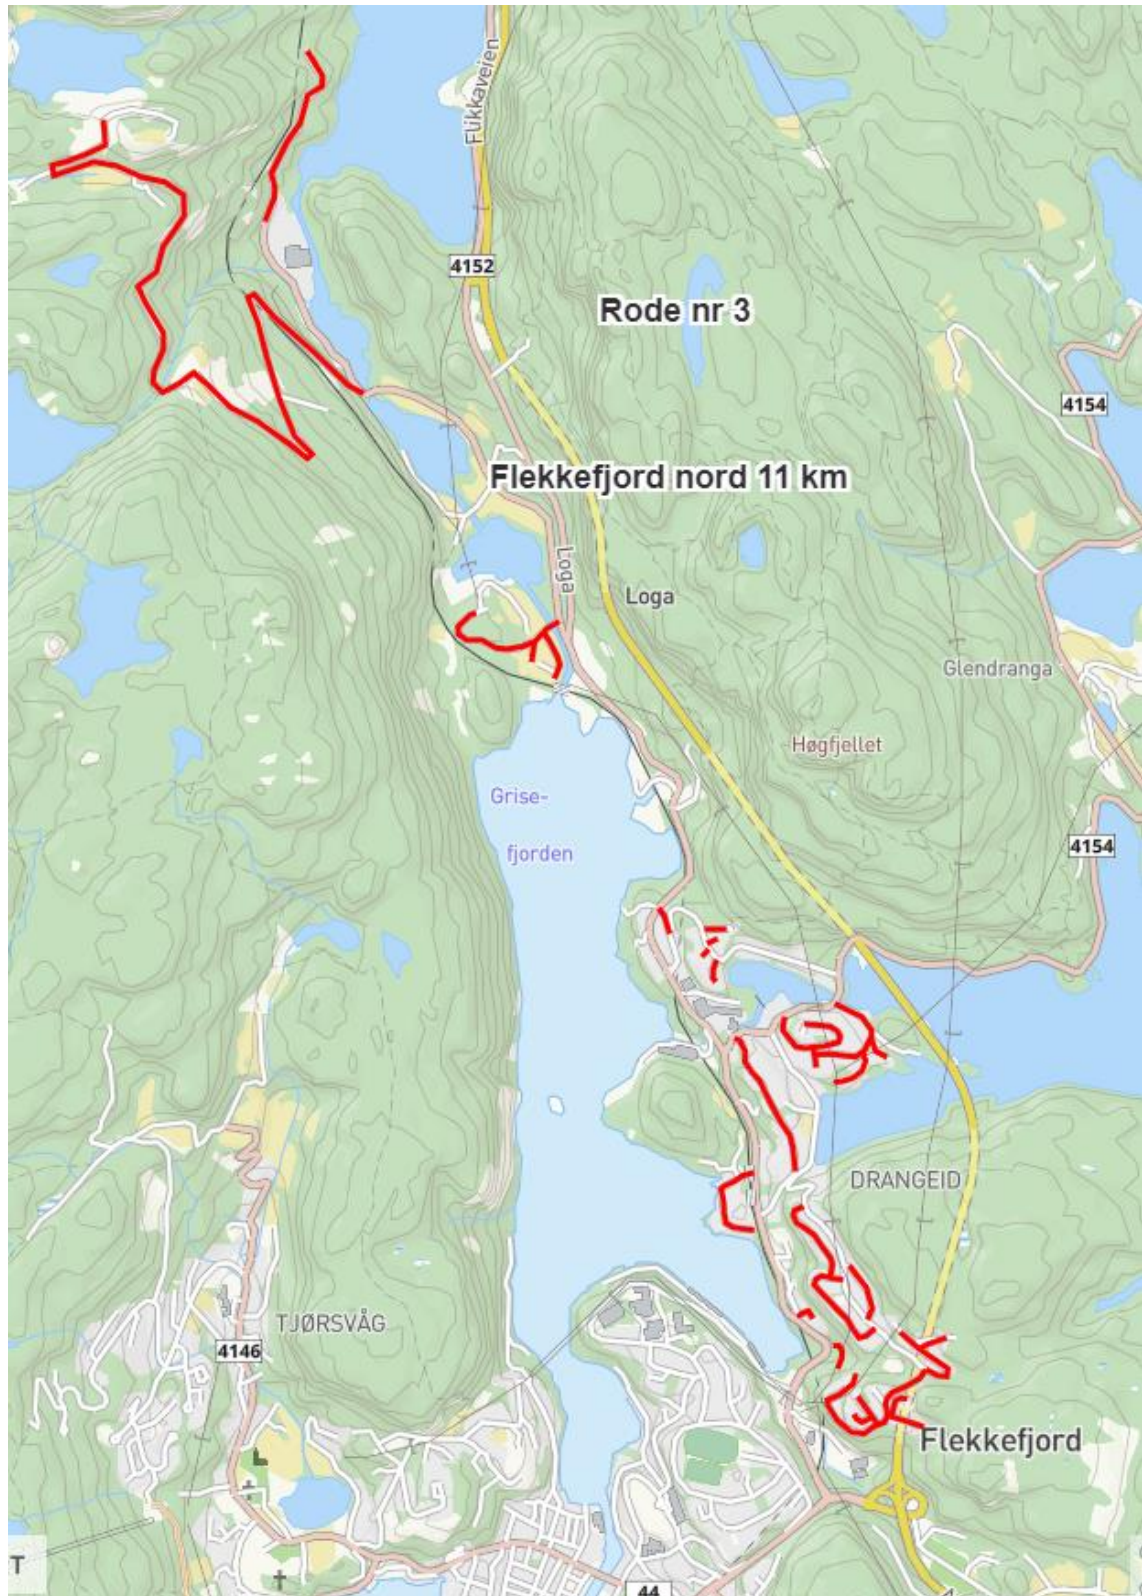 Flikkaveien
4152
Rode nr 3
4154
Flekkefjord nord 11 km
Loga
Loga
Glendranga
Høgfjellet
Grise-
fjorden
4154
DRANGEID
TJØRSVÅG
4146
Flekkefjord
T
44